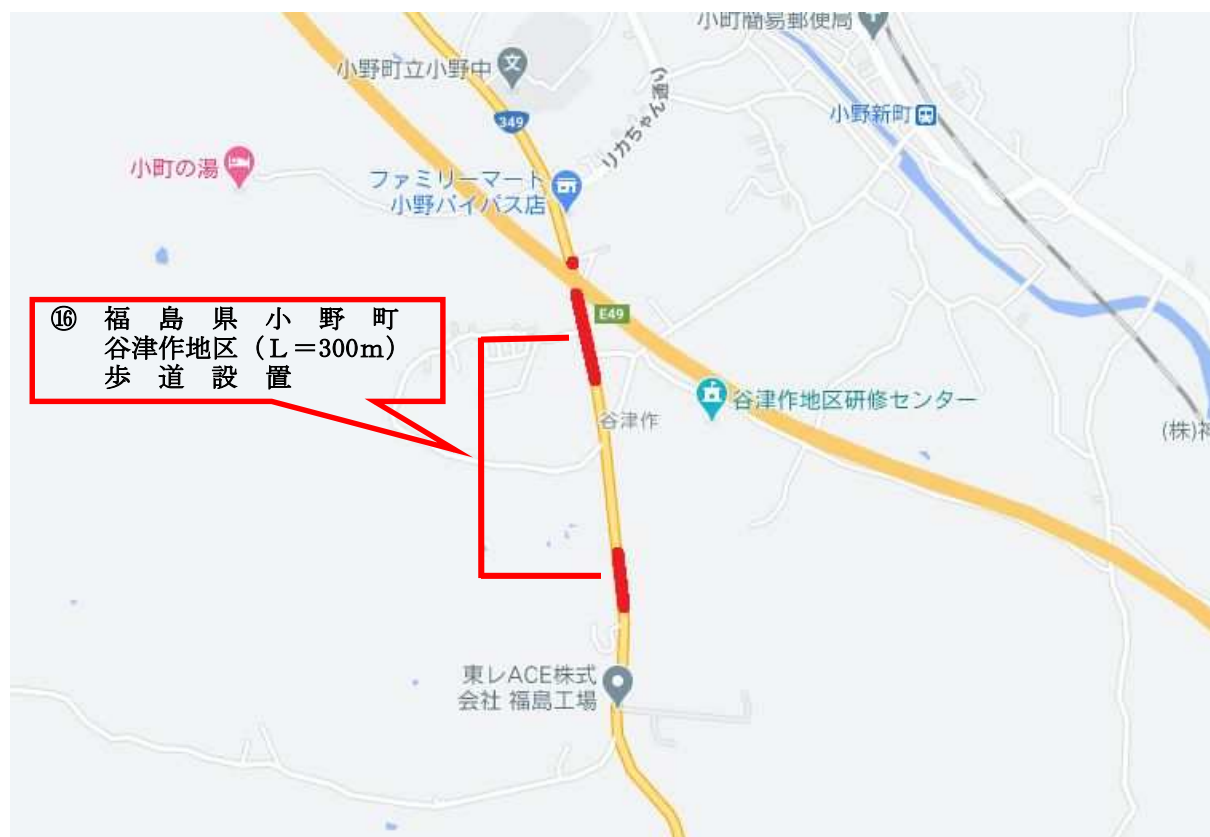 小町簡易郵便局
小野町立小野中
349
リカちゃん通り
小野新町
小町の湯
ファミリーマート
小野バイパス店
⑯ 福島県小野町
谷津作地区（L＝300m）
歩道設置
E49
谷津作地区研修センター
谷津作
(株)神
東レACE株式
会社 福島工場